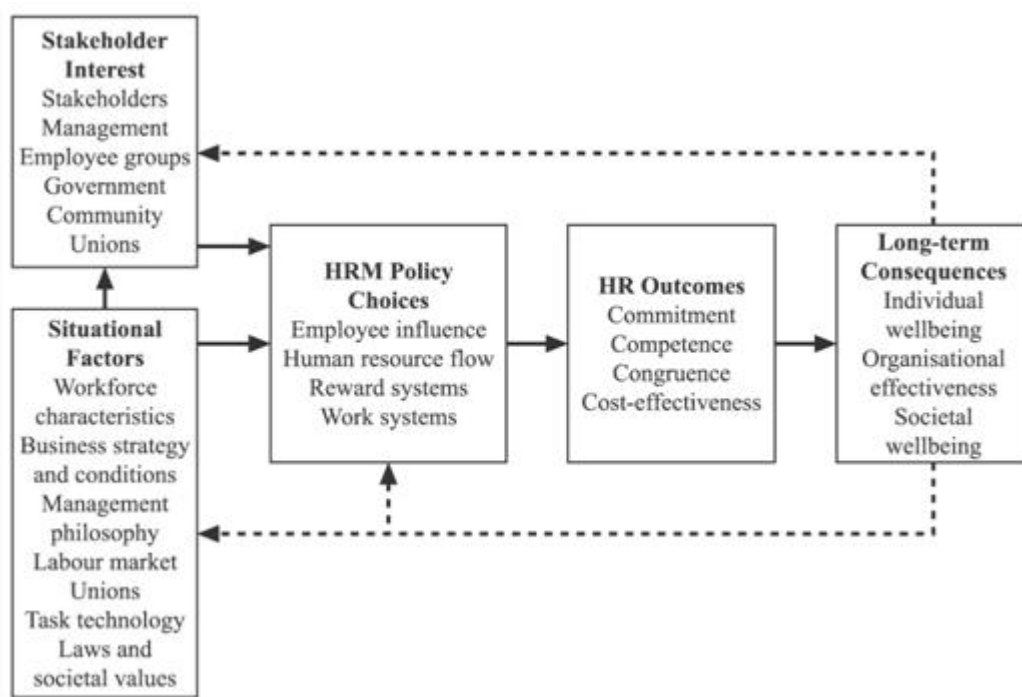 Stakeholder
Interest
Stakeholders
Management
Employee groups
Government
Community
Unions
Situational
Factors
Workforce
characteristics
Business strategy
and conditions
Management
philosophy
Labour market
Unions
Task technology
Laws and
societal values
HRM Policy
Choices
Employee influence
Human resource flow
Reward systems
Work systems
HR Outcomes
Commitment
Competence
Congruence
Cost-effectiveness
Long-term
Consequences
Individual
wellbeing
Organisational
effectiveness
Societal
wellbeing